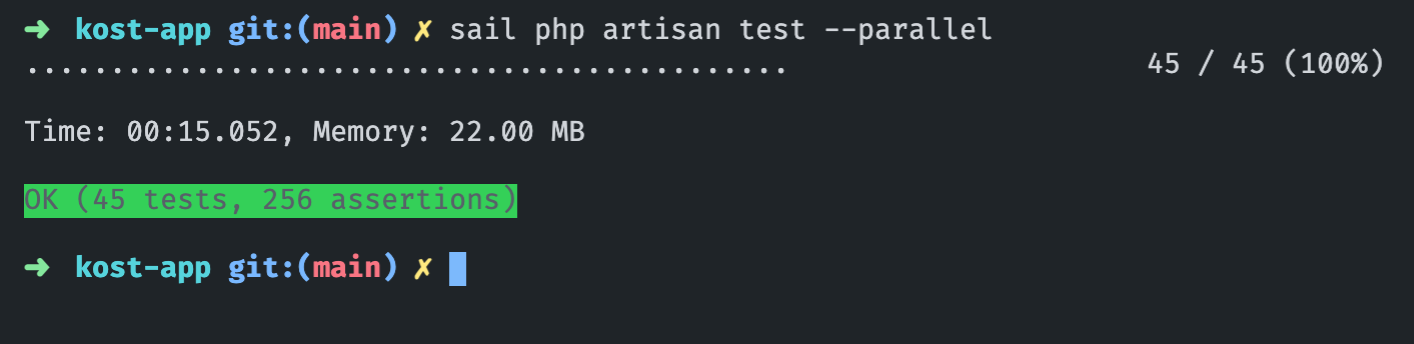 ➜ kost-app git:(main) ✗ sail php artisan test --parallel
............................................. 45 / 45 (100%)
Time: 00:15.052, Memory: 22.00 MB
OK (45 tests, 256 assertions)
➜ kost-app git:(main) ✗